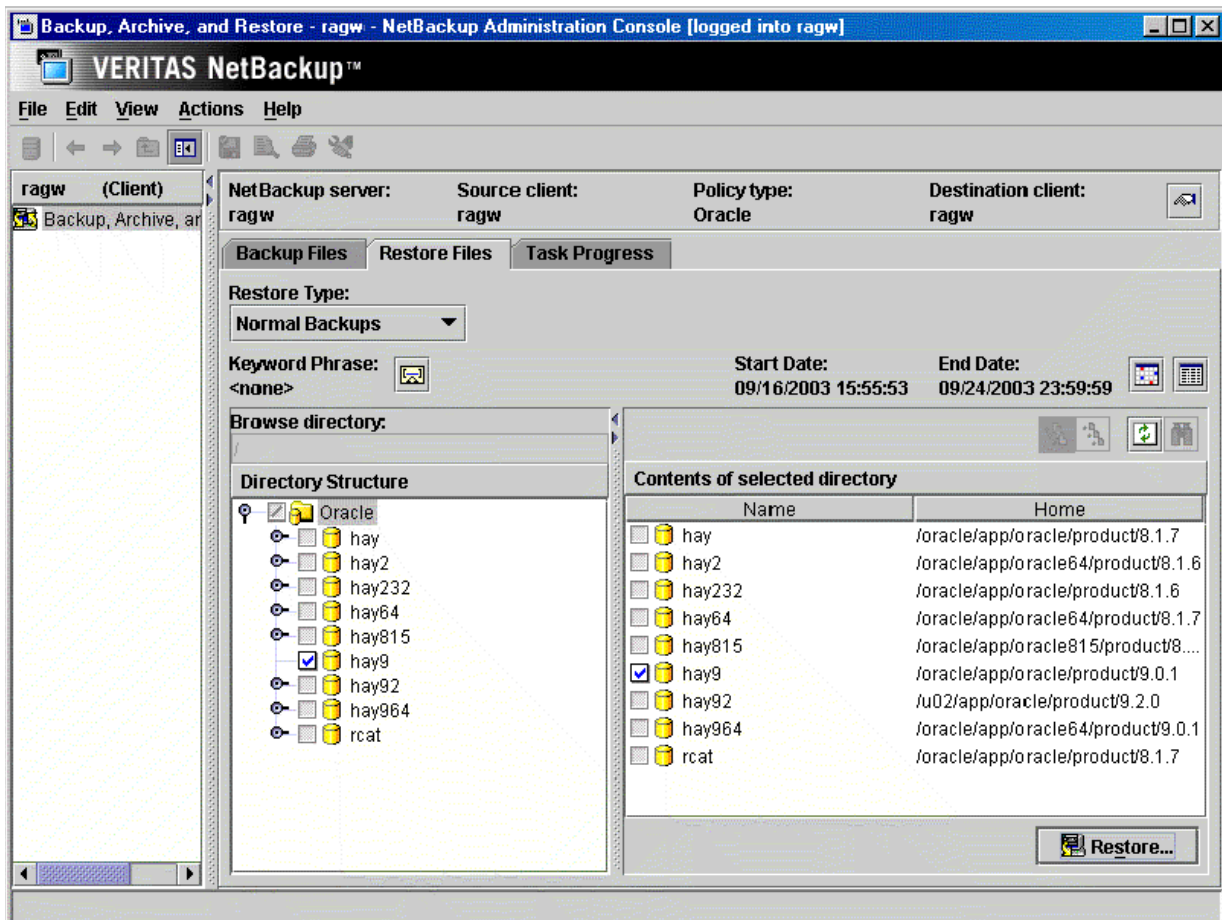 Backup, Archive, and Restore - ragw - NetBackup Administration Console [logged into ragw]
VERITAS NetBackup™
File Edit View Actions Help
ragw (Client)
Backup, Archive, ar
NetBackup server: Source client: Policy type: Destination client:
ragw ragw Oracle ragw
Backup Files Restore Files Task Progress
Restore Type:
Normal Backups
Keyword Phrase: Start Date: End Date:
<none> 09/16/2003 15:55:53 09/24/2003 23:59:59
Browse directory:
/
Directory Structure
Oracle
hay
hay2
hay232
hay64
hay815
hay9
hay92
hay964
rcat
Contents of selected directory
Name Home
hay /oracle/app/oracle/product/8.1.7
hay2 /oracle/app/oracle64/product/8.1.6
hay232 /oracle/app/oracle/product/8.1.6
hay64 /oracle/app/oracle64/product/8.1.7
hay815 /oracle/app/oracle815/product/8....
hay9 /oracle/app/oracle/product/9.0.1
hay92 /u02/app/oracle/product/9.2.0
hay964 /oracle/app/oracle64/product/9.0.1
rcat /oracle/app/oracle/product/8.1.7
Restore...